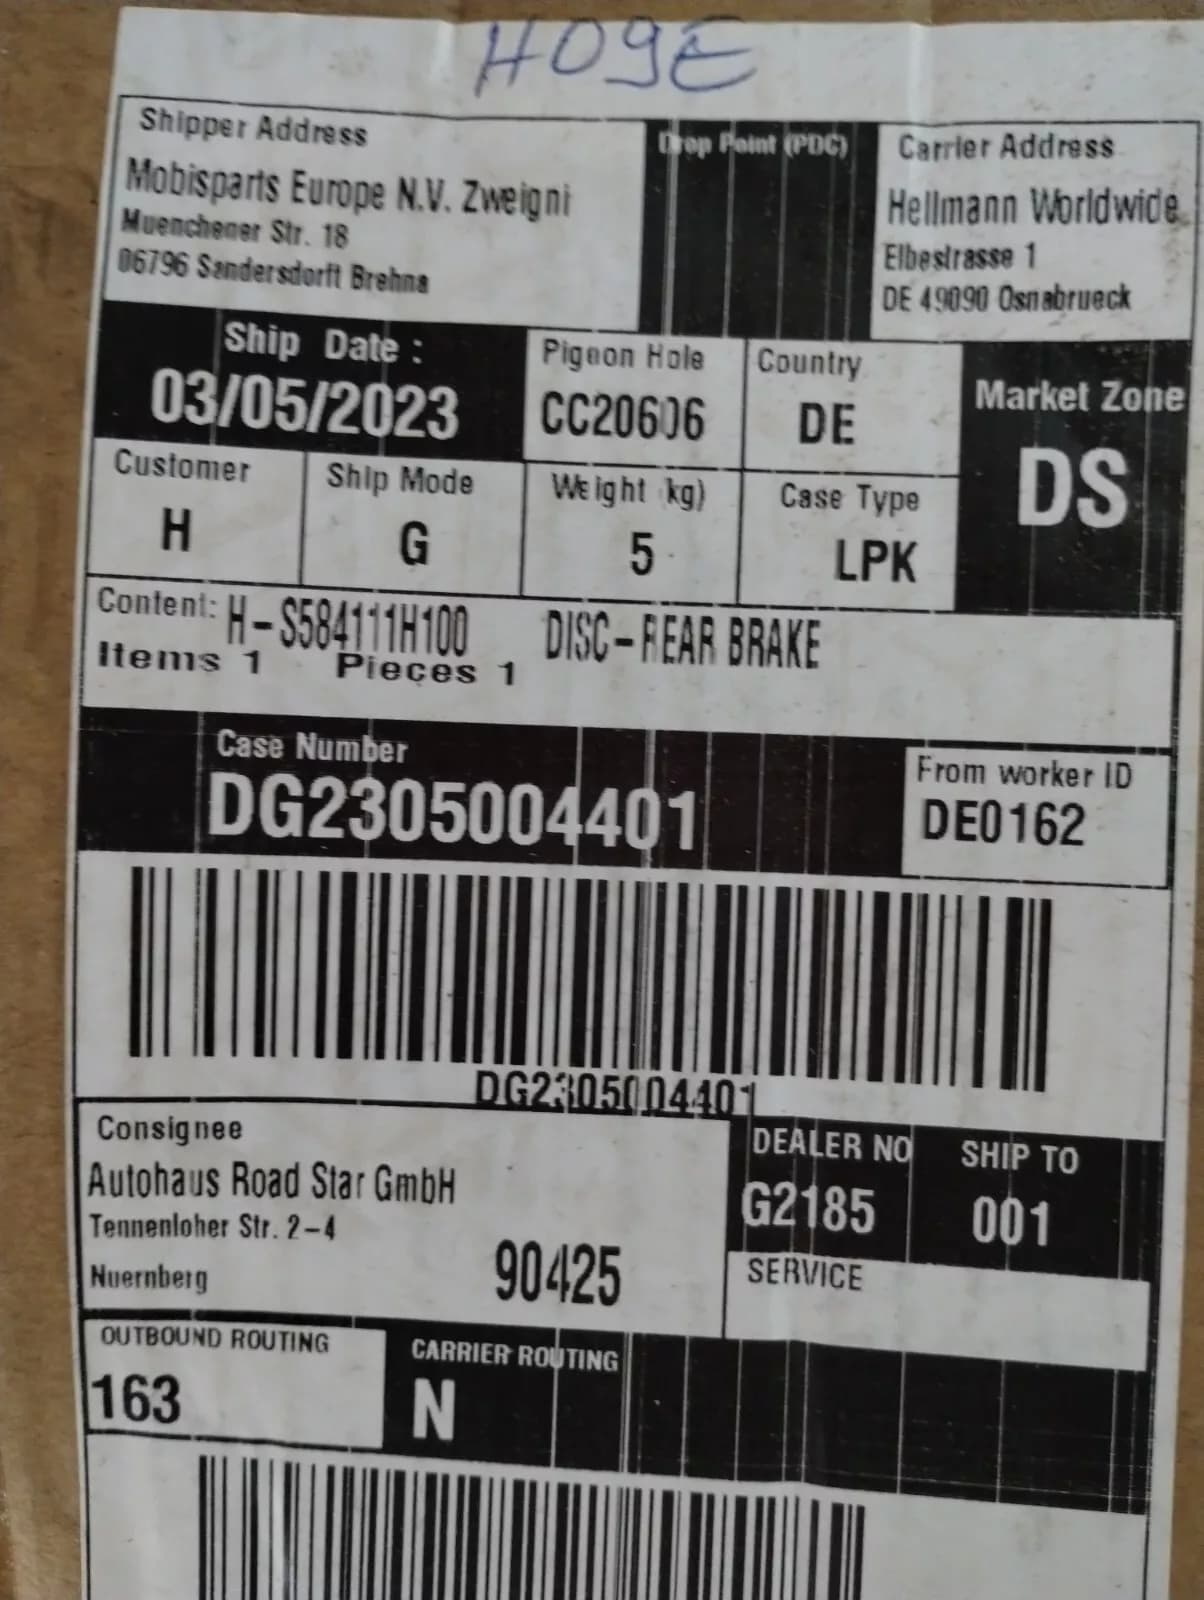 HOGE
Shipper Address
Mobisparts Europe N.V. Zweigni
Muenchener Str. 18
06796 Sandersdorft Brehna
Drop Point (PDC)
Carrier Address
Hellmann Worldwide
Elbestrasse 1
DE 49090 Osnabrueck
Ship Date :
03/05/2023
Pigeon Hole
CC20606
Country
DE
Market Zone
DS
Customer
H
Ship Mode
G
Weight (kg)
5
Case Type
LPK
Content: H-S584111H100 DISC-REAR BRAKE
Items 1 Pieces 1
Case Number
DG2305004401
From worker ID
DE0162
DG2305004401
Consignee
Autohaus Road Star GmbH
Tennenloher Str. 2-4
Nuernberg 90425
DEALER NO
G2185
SHIP TO
001
SERVICE
OUTBOUND ROUTING
163
CARRIER ROUTING
N